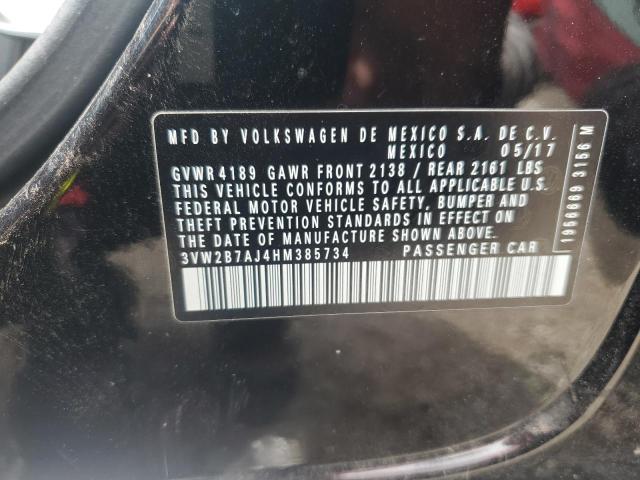 MFD BY VOLKSWAGEN DE MEXICO S.A. DE C.V.
MEXICO 05/17
GVWR 4189 GAWR FRONT 2138 / REAR 2161 LBS
THIS VEHICLE CONFORMS TO ALL APPLICABLE U.S.
FEDERAL MOTOR VEHICLE SAFETY, BUMPER AND
THEFT PREVENTION STANDARDS IN EFFECT ON
THE DATE OF MANUFACTURE SHOWN ABOVE.
3VW2B7AJ4HM385734 PASSENGER CAR
1956669 3156 M